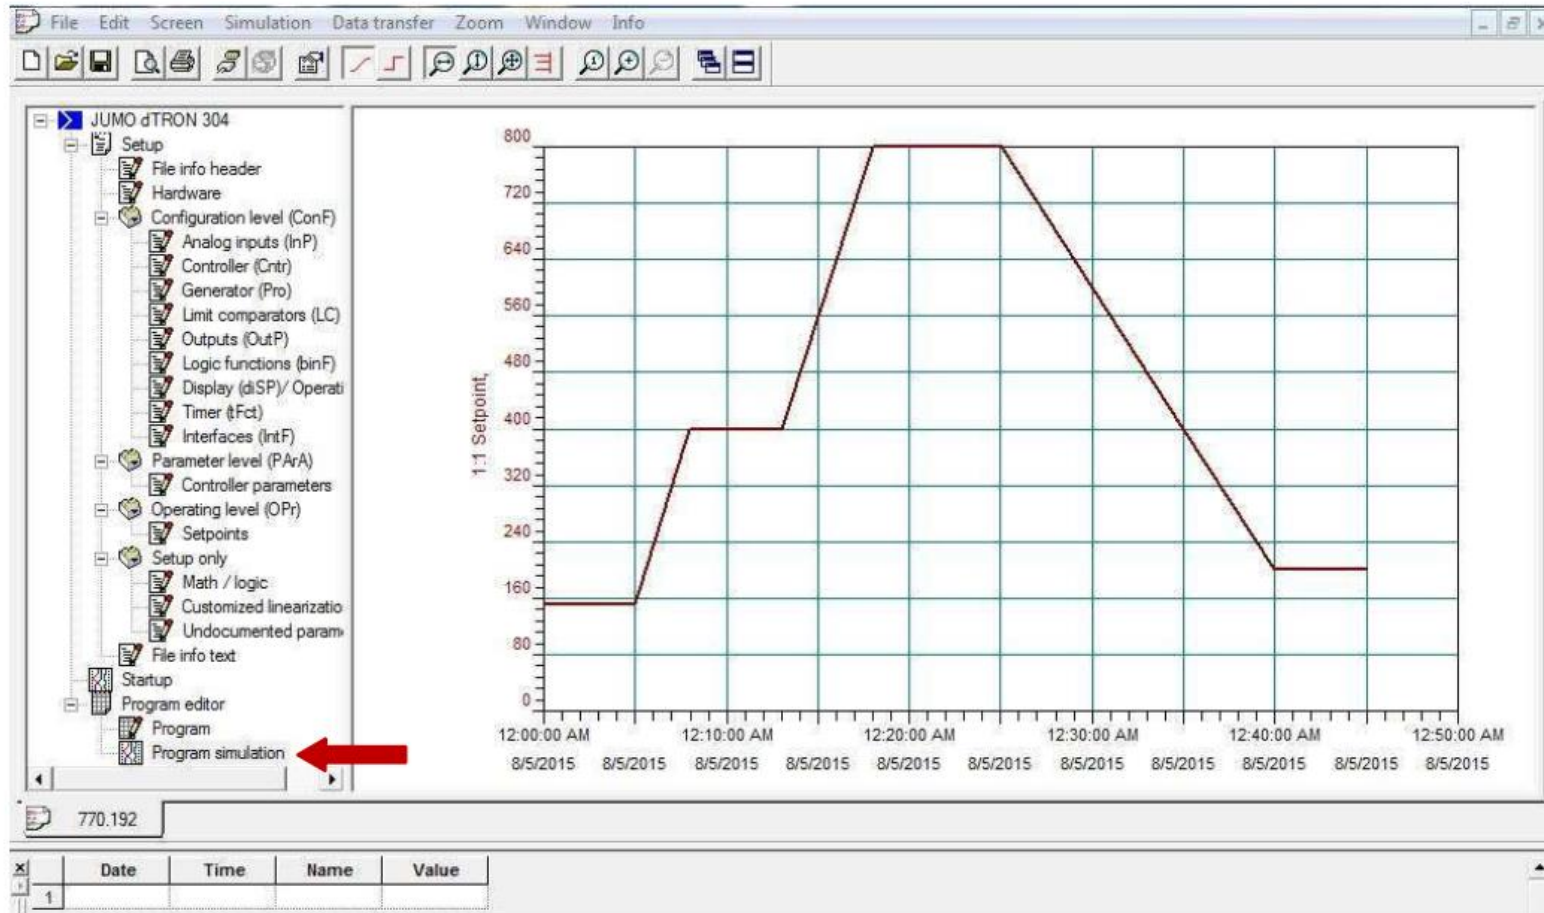 File Edit Screen Simulation Data transfer Zoom Window Info
JUMO dTRON 304
Setup
File info header
Hardware
Configuration level (ConF)
Analog inputs (InP)
Controller (Cntr)
Generator (Pro)
Limit comparators (LC)
Outputs (OutP)
Logic functions (binF)
Display (diSP)/ Operati
Timer (tFct)
Interfaces (IntF)
Parameter level (PArA)
Controller parameters
Operating level (OPr)
Setpoints
Setup only
Math / logic
Customized linearizatio
Undocumented param
File info text
Startup
Program editor
Program
Program simulation
1:1 Setpoint,
800
720
640
560
480
400
320
240
160
80
0
12:00:00 AM 12:10:00 AM 12:20:00 AM 12:30:00 AM 12:40:00 AM 12:50:00 AM
8/5/2015 8/5/2015 8/5/2015 8/5/2015 8/5/2015 8/5/2015 8/5/2015 8/5/2015 8/5/2015 8/5/2015 8/5/2015
770.192
Date Time Name Value
1